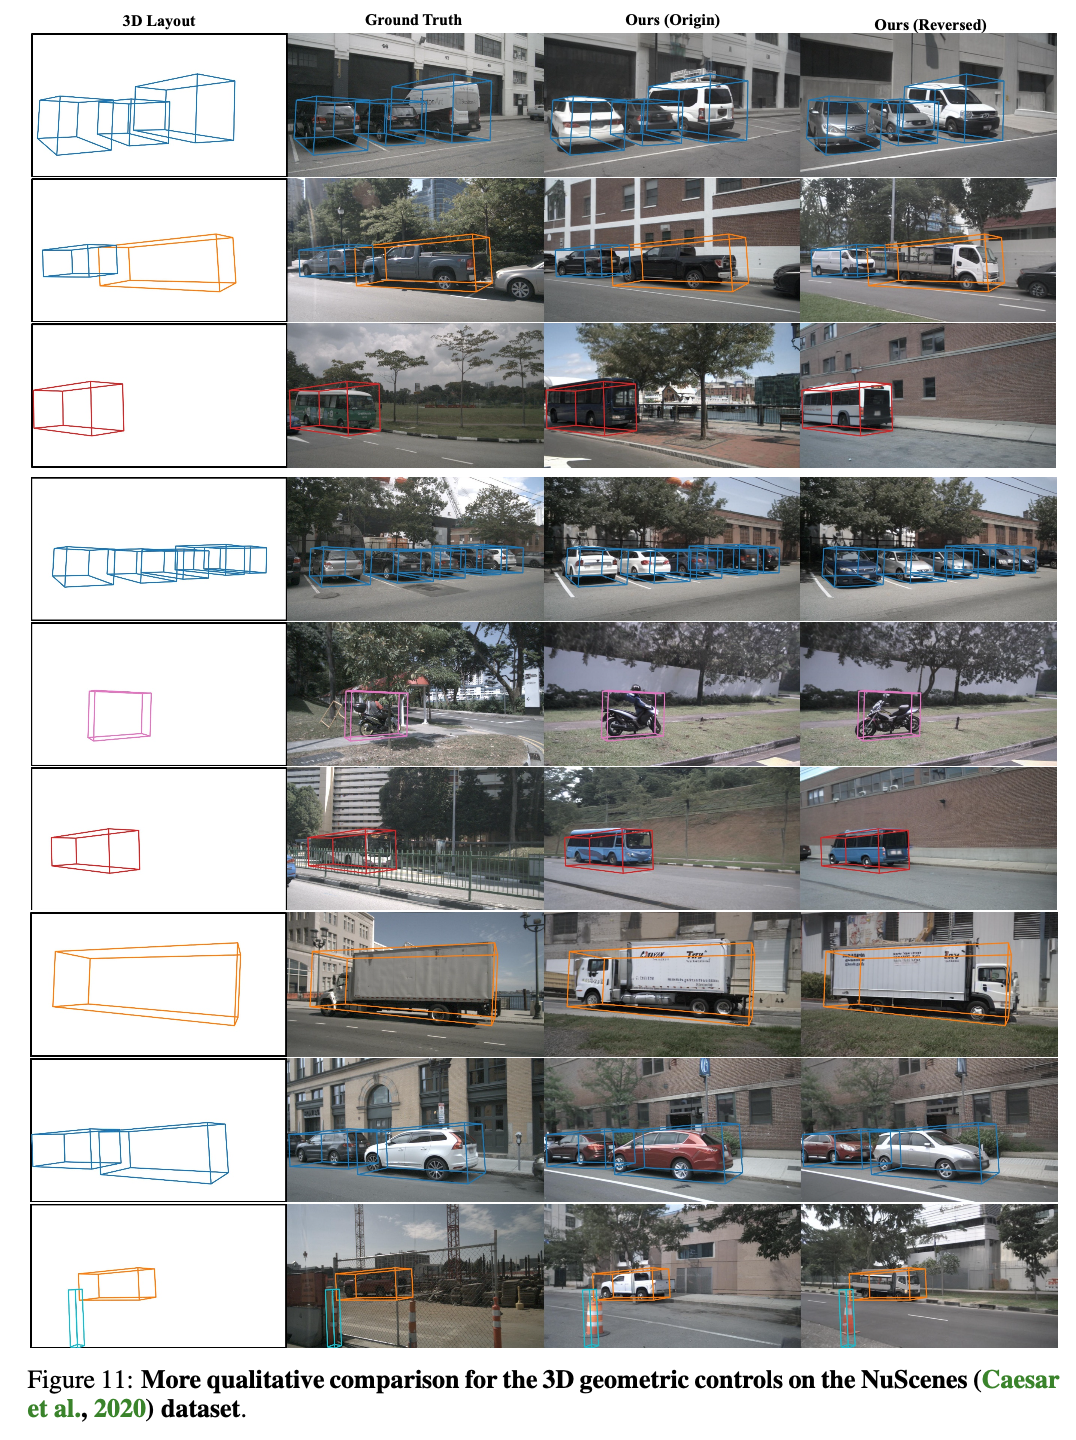 3D Layout
Ground Truth
Ours (Origin)
Ours (Reversed)
Figure 11: More qualitative comparison for the 3D geometric controls on the NuScenes (Caesar
et al., 2020) dataset.